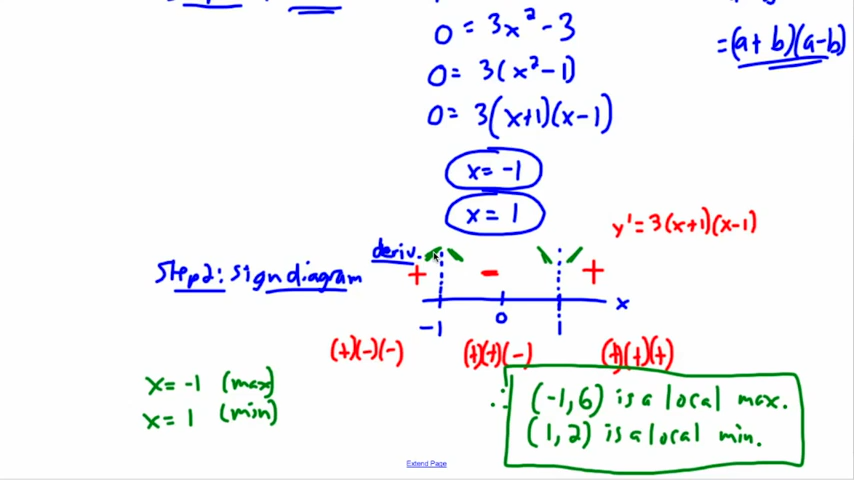 0 = 3x² - 3
= (a+b)(a-b)
0 = 3(x² - 1)
0 = 3(x+1)(x-1)
x = -1
x = 1
y' = 3(x+1)(x-1)
deriv.
Step 2: sign diagram
+ - +
-1 0 1 x
(+)(-)(-) (+)(+)(-) (+)(+)(+)
x = -1 (max)
x = 1 (min)
∴ (-1,6) is a local max.
(1,2) is a local min.
Extend Page